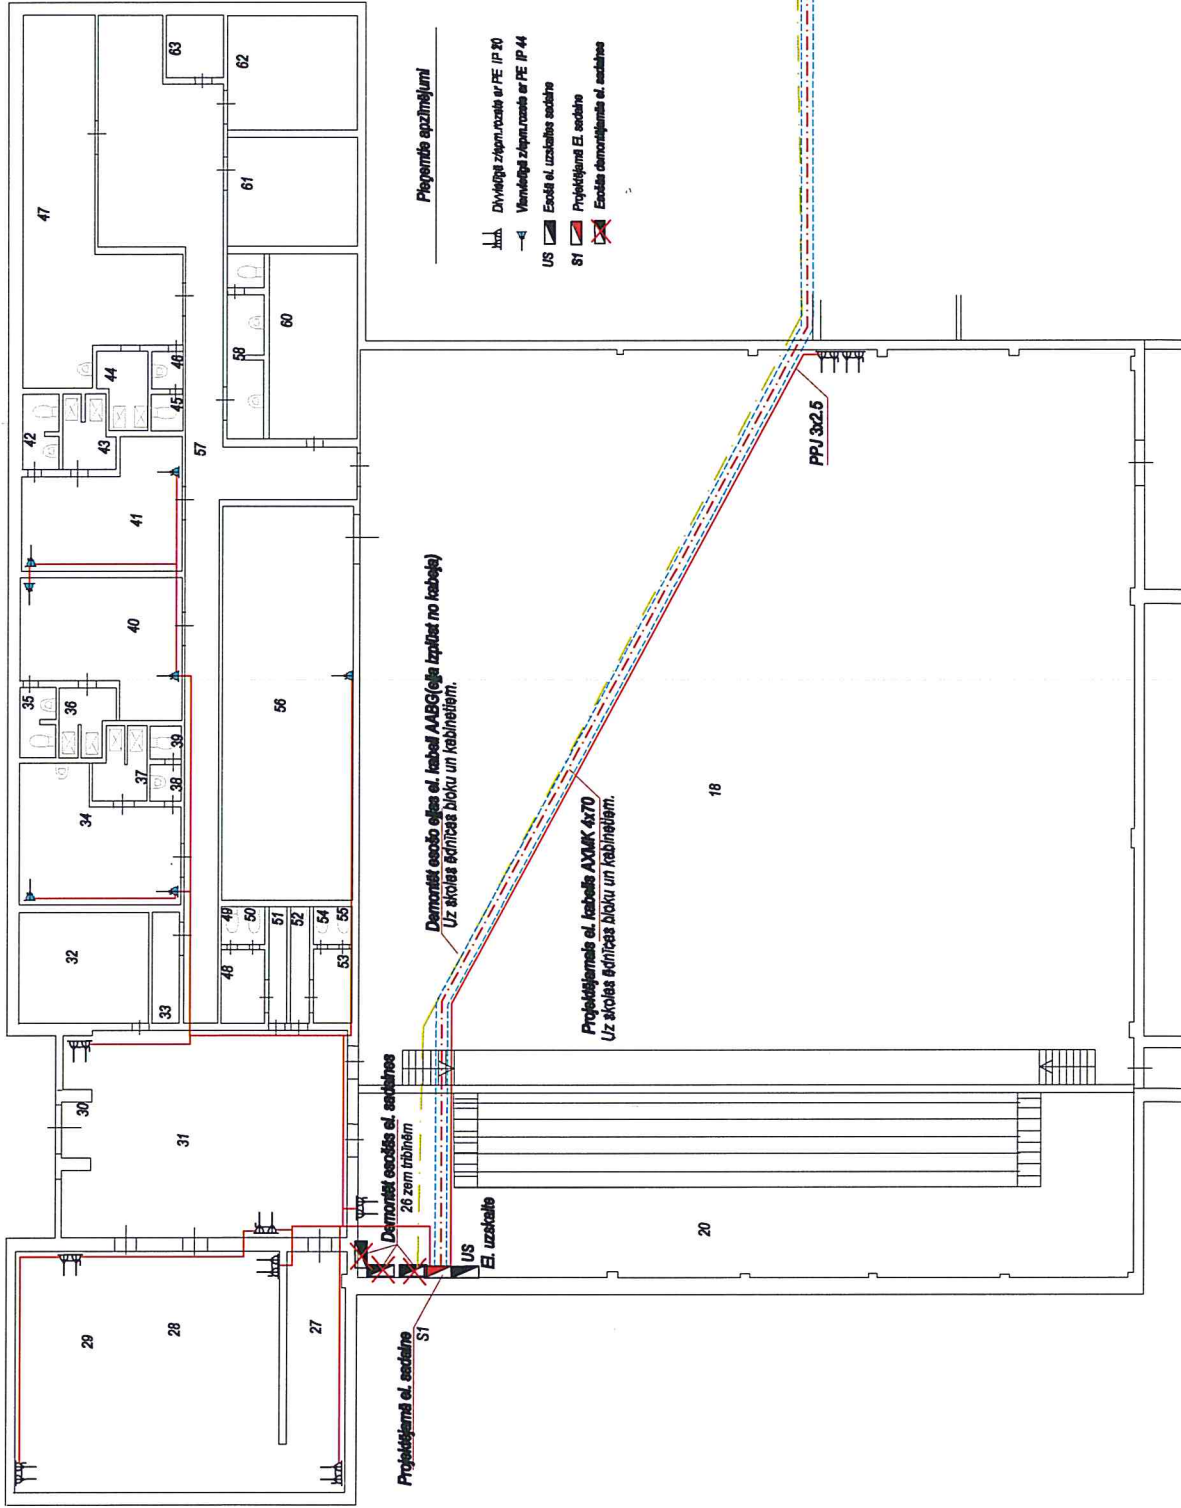 Pieņemtie apzīmējumi
Divvietīgā z/apm.rozete ar PE IP 20
Vienvietīgā z/apm.rozete ar PE IP 44
US Esošā el. uzskaites sadalne
S1 Projektējamā El. sadalne
Esošās demontējamās el. sadalnes
Demontēt esošo eļļas el. kabeli AABG(eļļa izplūst no kabeļa)
Uz skolas ēdnīcas bloku un kabinetiem.
Projektējamais el. kabelis AXMK 4x70
Uz skolas ēdnīcas bloku un kabinetiem.
PPJ 3x2.5
Demontēt esošās el. sadalnes
26 zem tribīnēm
Projektējamā el. sadalne
S1
US
El. uzskaite
63
62
61
60
58
57
47
46
45
44
43
42
41
40
39
38
37
36
35
34
33
32
56
55
54
53
52
51
50
49
48
31
30
29
28
27
20
18